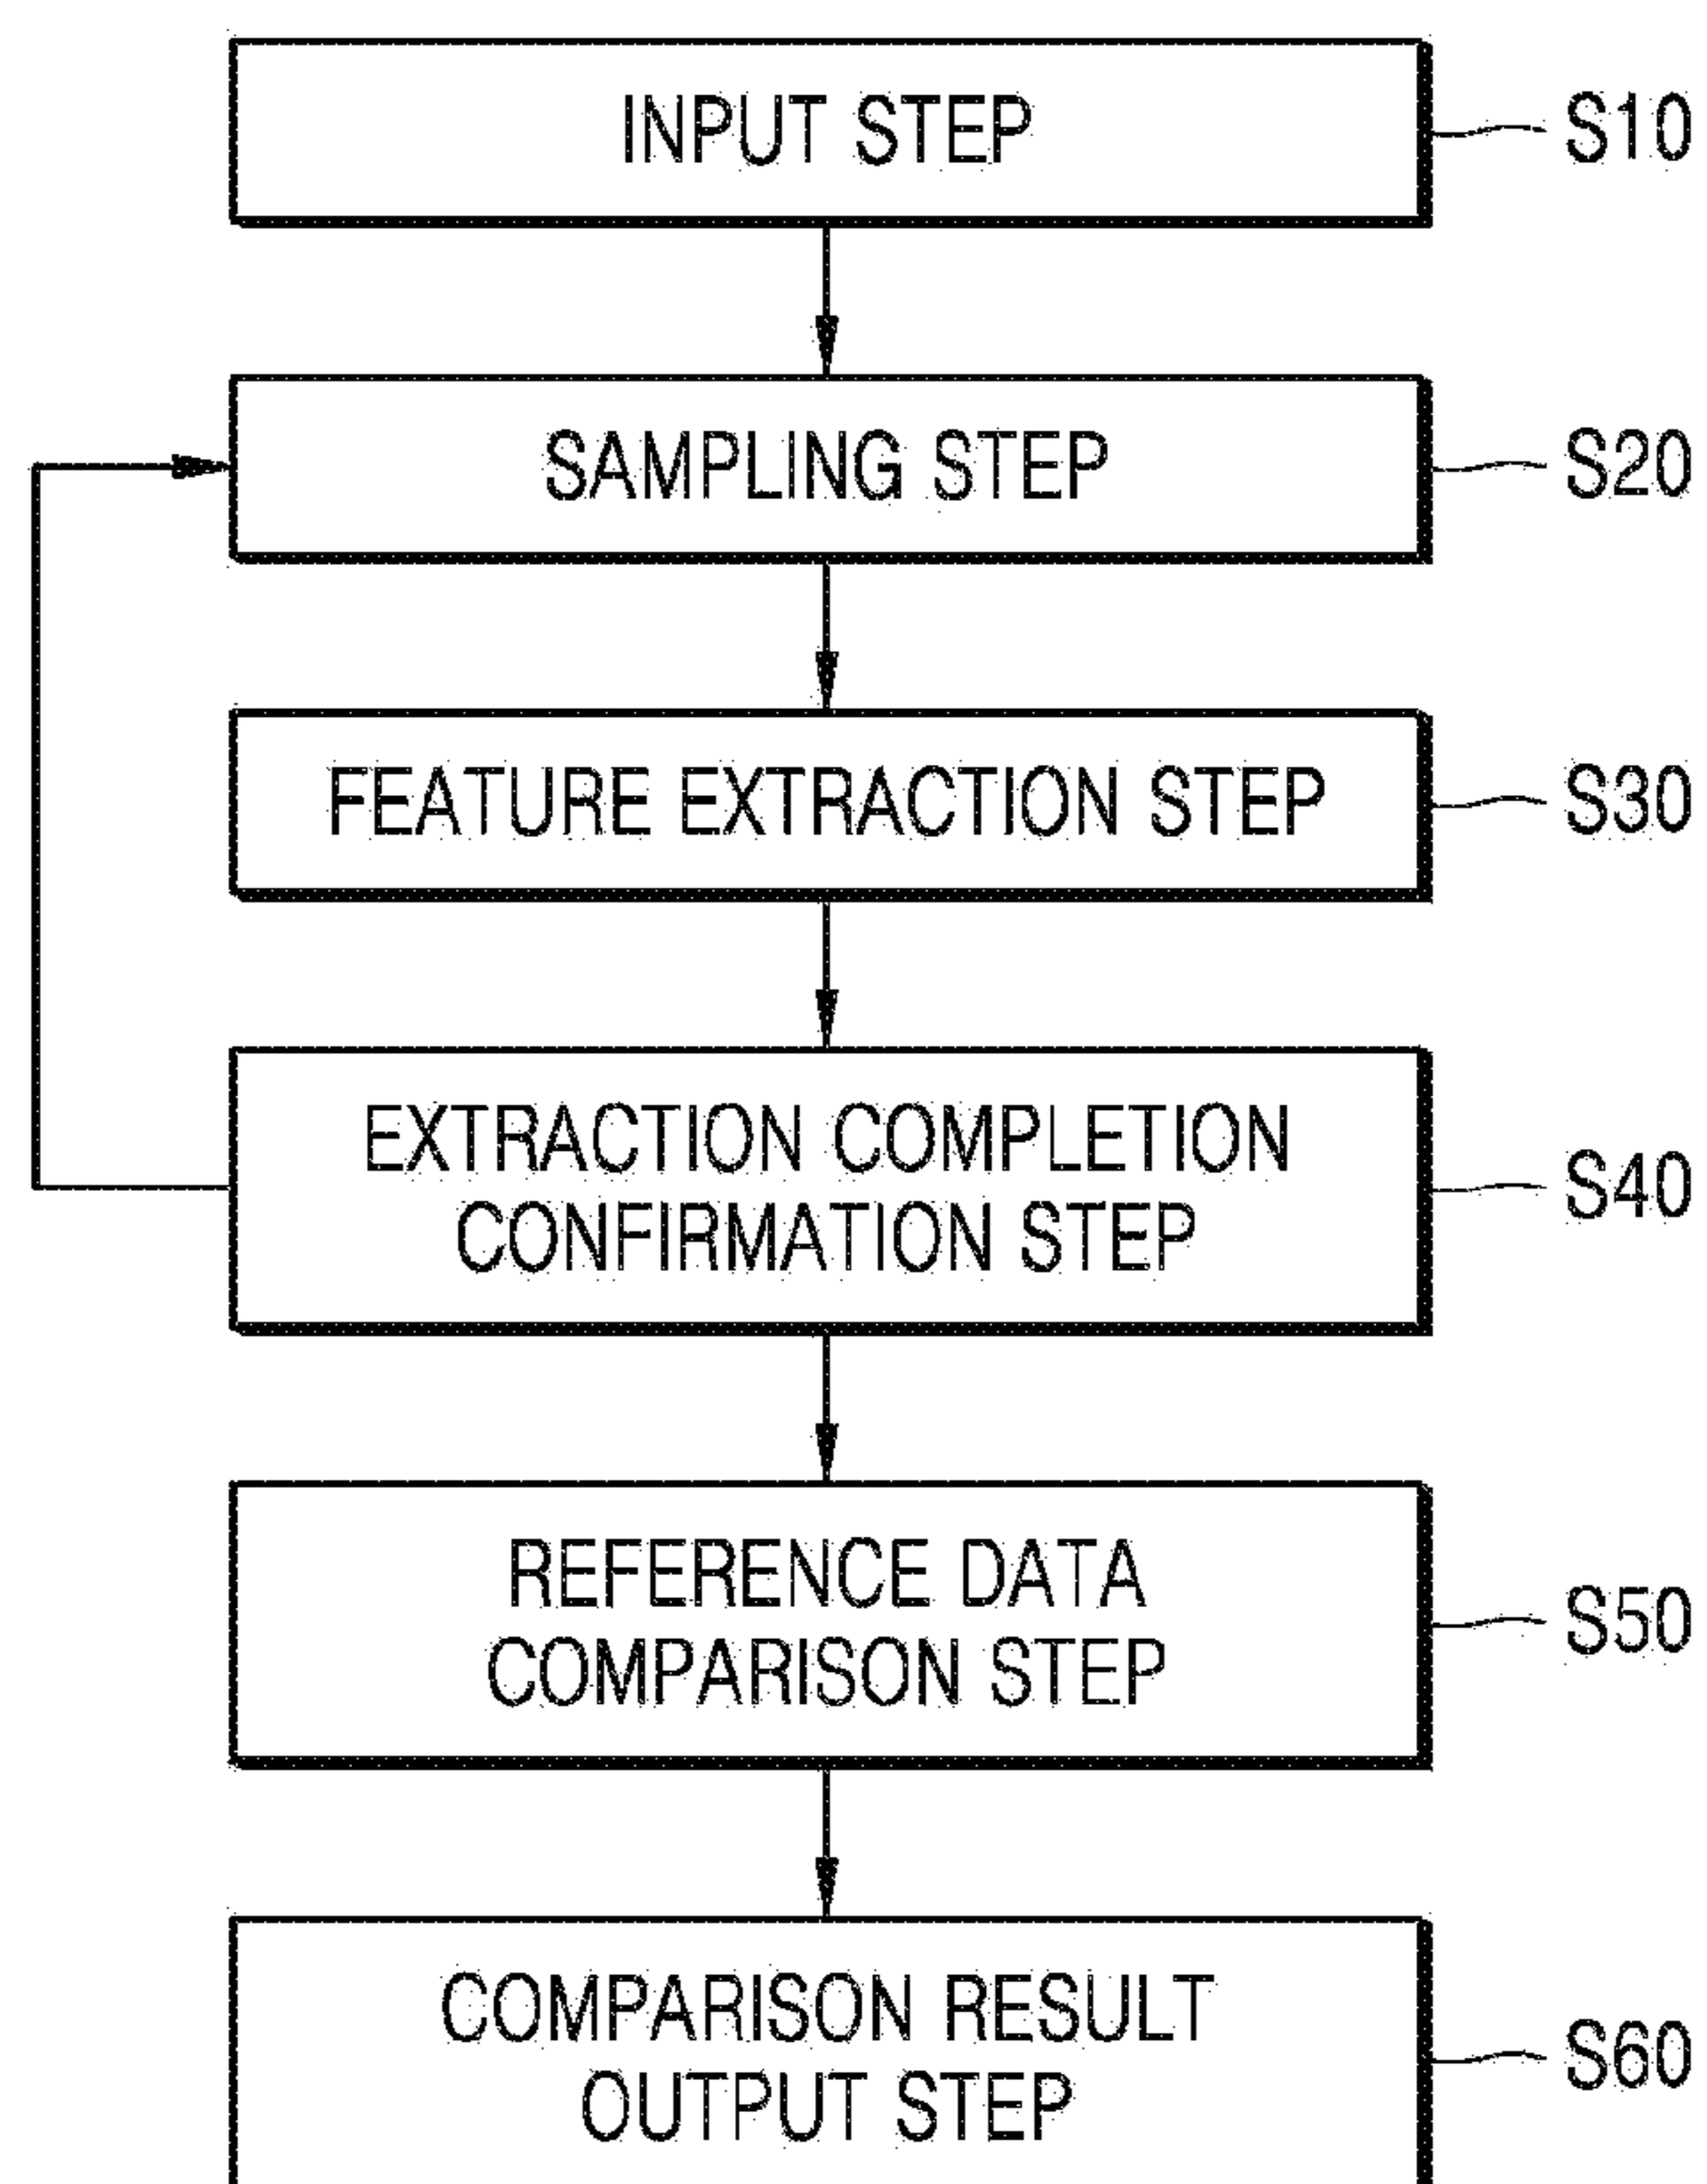 INPUT STEP
S10
SAMPLING STEP
S20
FEATURE EXTRACTION STEP
S30
EXTRACTION COMPLETION
CONFIRMATION STEP
S40
REFERENCE DATA
COMPARISON STEP
S50
COMPARISON RESULT
OUTPUT STEP
S60